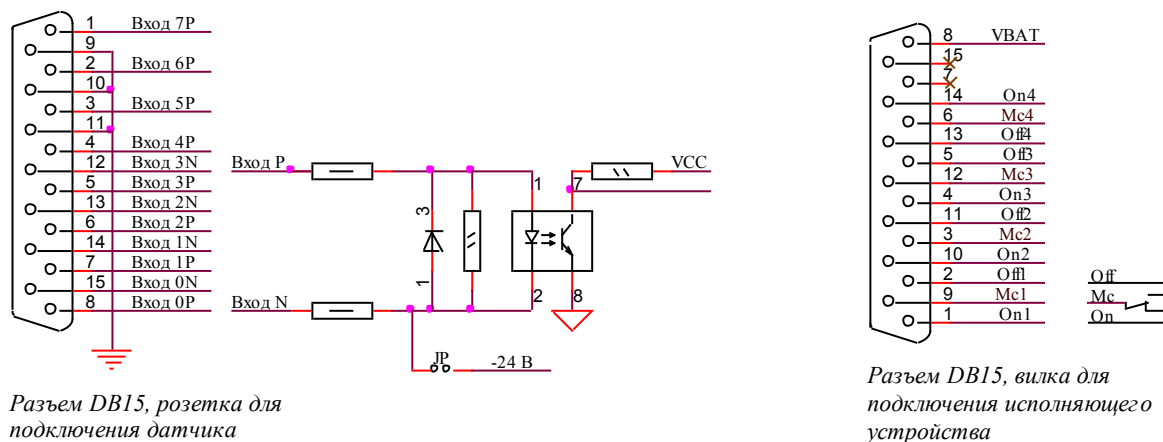 1 Вход 7P
9
2 Вход 6P
10
3 Вход 5P
11
4 Вход 4P
12 Вход 3N
5 Вход 3P
13 Вход 2N
6 Вход 2P
14 Вход 1N
7 Вход 1P
15 Вход 0N
8 Вход 0P
Разъем DB15, розетка для
подключения датчика
Вход P
VCC
1
7
3
1
2
8
Вход N
JP
-24 В
8 VBAT
15
7
14 On4
6 Mc4
13 Off4
5 Off3
12 Mc3
4 On3
11 Off2
3 Mc2
10 On2
2 Off1
9 Mc1
1 On1
Off
Mc
On
Разъем DB15, вилка для
подключения исполняющего
устройства